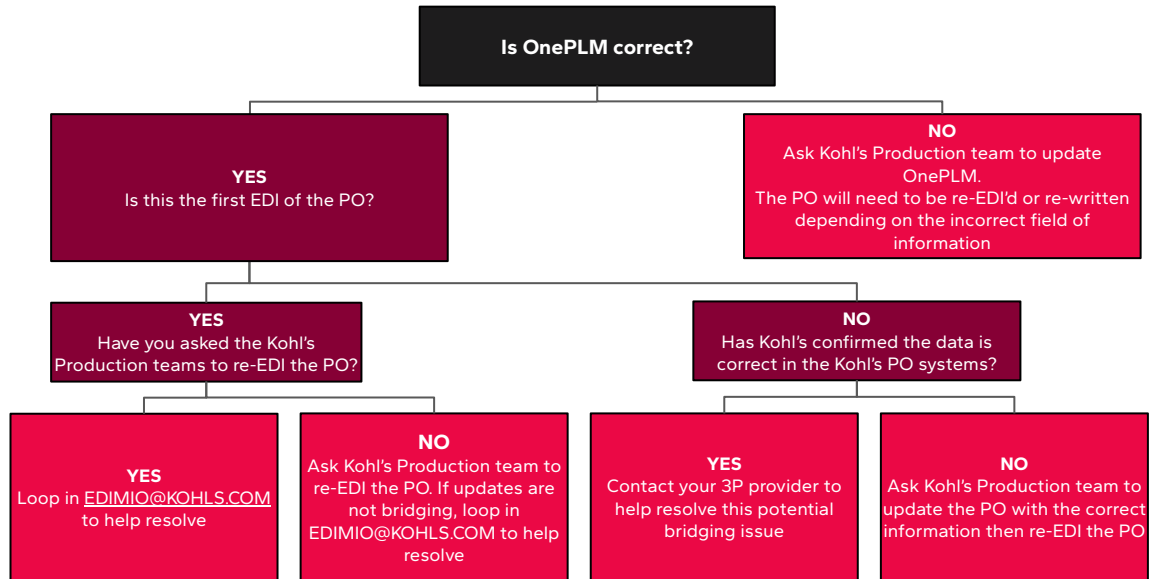 Is OnePLM correct?
YES
Is this the first EDI of the PO?
NO
Ask Kohl's Production team to update
OnePLM.
The PO will need to be re-EDI'd or re-written
depending on the incorrect field of
information
YES
Have you asked the Kohl's
Production teams to re-EDI the PO?
NO
Has Kohl's confirmed the data is
correct in the Kohl's PO systems?
YES
Loop in EDIMIO@KOHLS.COM
to help resolve
NO
Ask Kohl's Production team to
re-EDI the PO. If updates are
not bridging, loop in
EDIMIO@KOHLS.COM to help
resolve
YES
Contact your 3P provider to
help resolve this potential
bridging issue
NO
Ask Kohl's Production team to
update the PO with the correct
information then re-EDI the PO